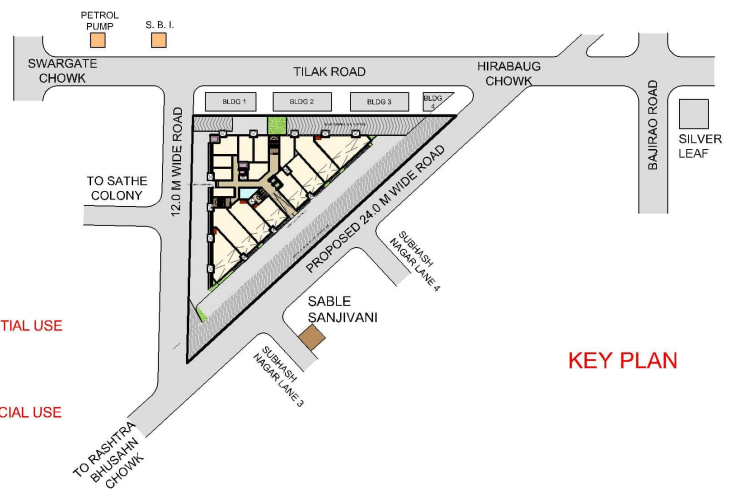 PETROL
PUMP
S. B. I.
SWARGATE
CHOWK
TILAK ROAD
HIRABAUG
CHOWK
BLDG 1
BLDG 2
BLDG 3
BLDG
4
BAJIRAO ROAD
SILVER
LEAF
12.0 M WIDE ROAD
TO SATHE
COLONY
PROPOSED 24.0 M WIDE ROAD
SUBHASH
NAGAR LANE 4
SABLE
SANJIVANI
TIAL USE
SUBHASH
NAGAR LANE 3
KEY PLAN
CIAL USE
TO RASHTRA
BHUSAHN
CHOWK